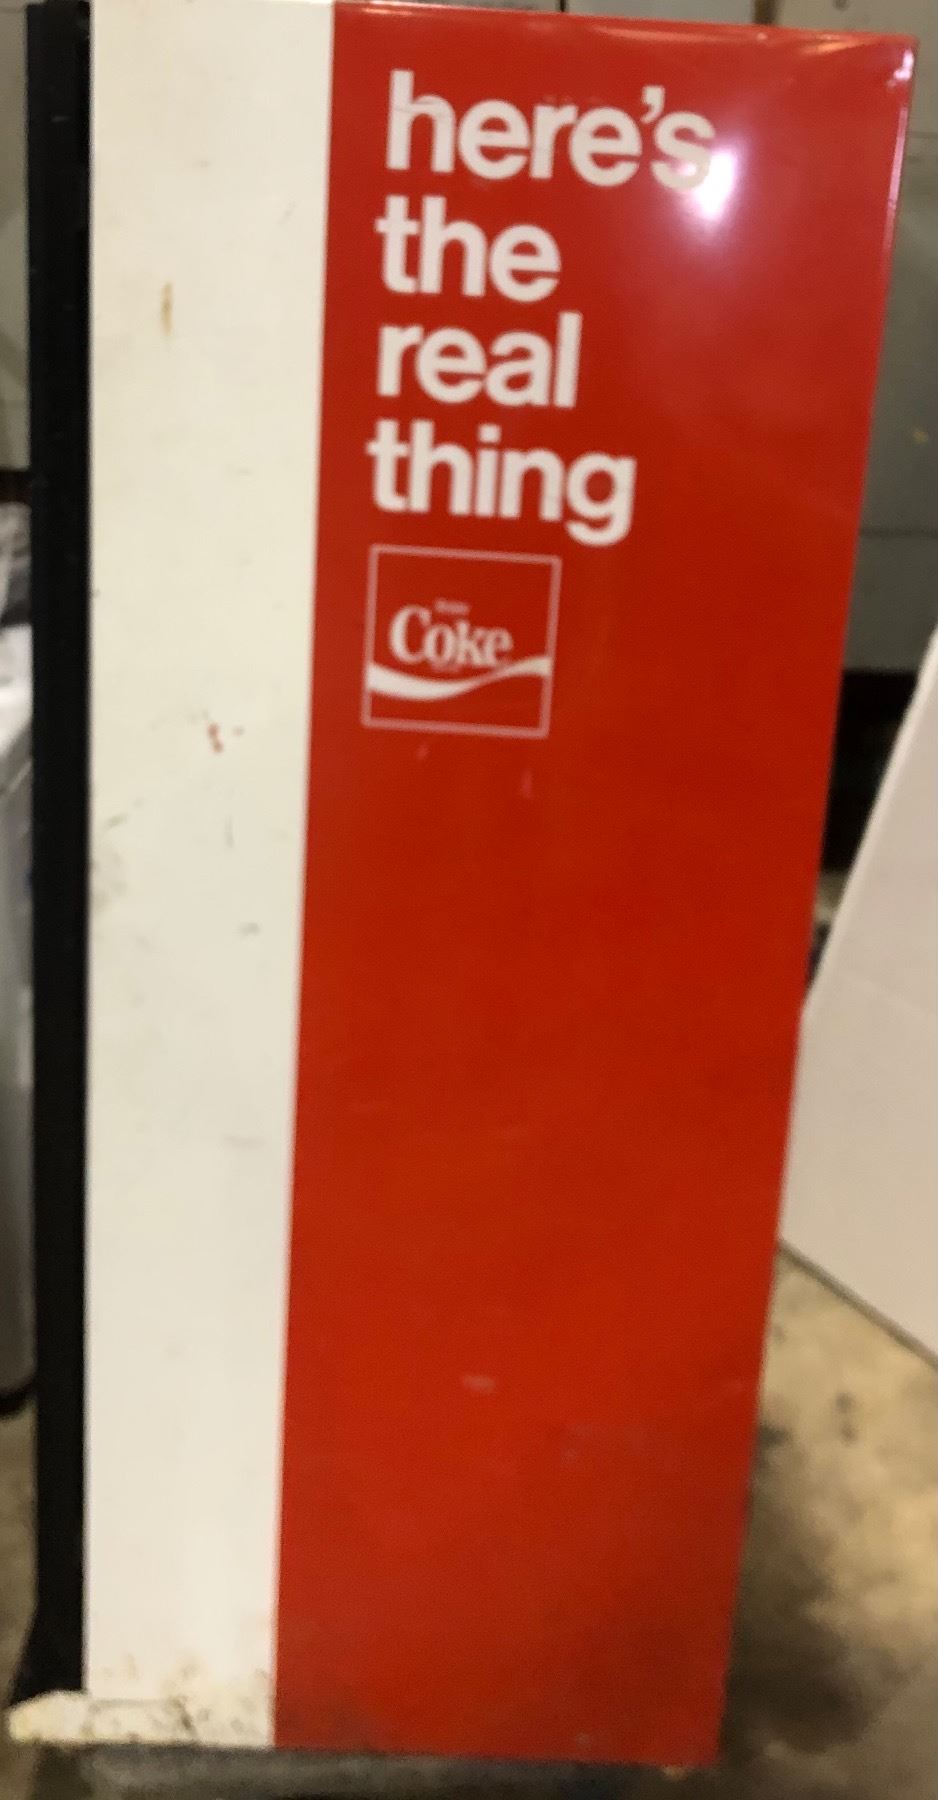 here's
the
real
thing
Coke